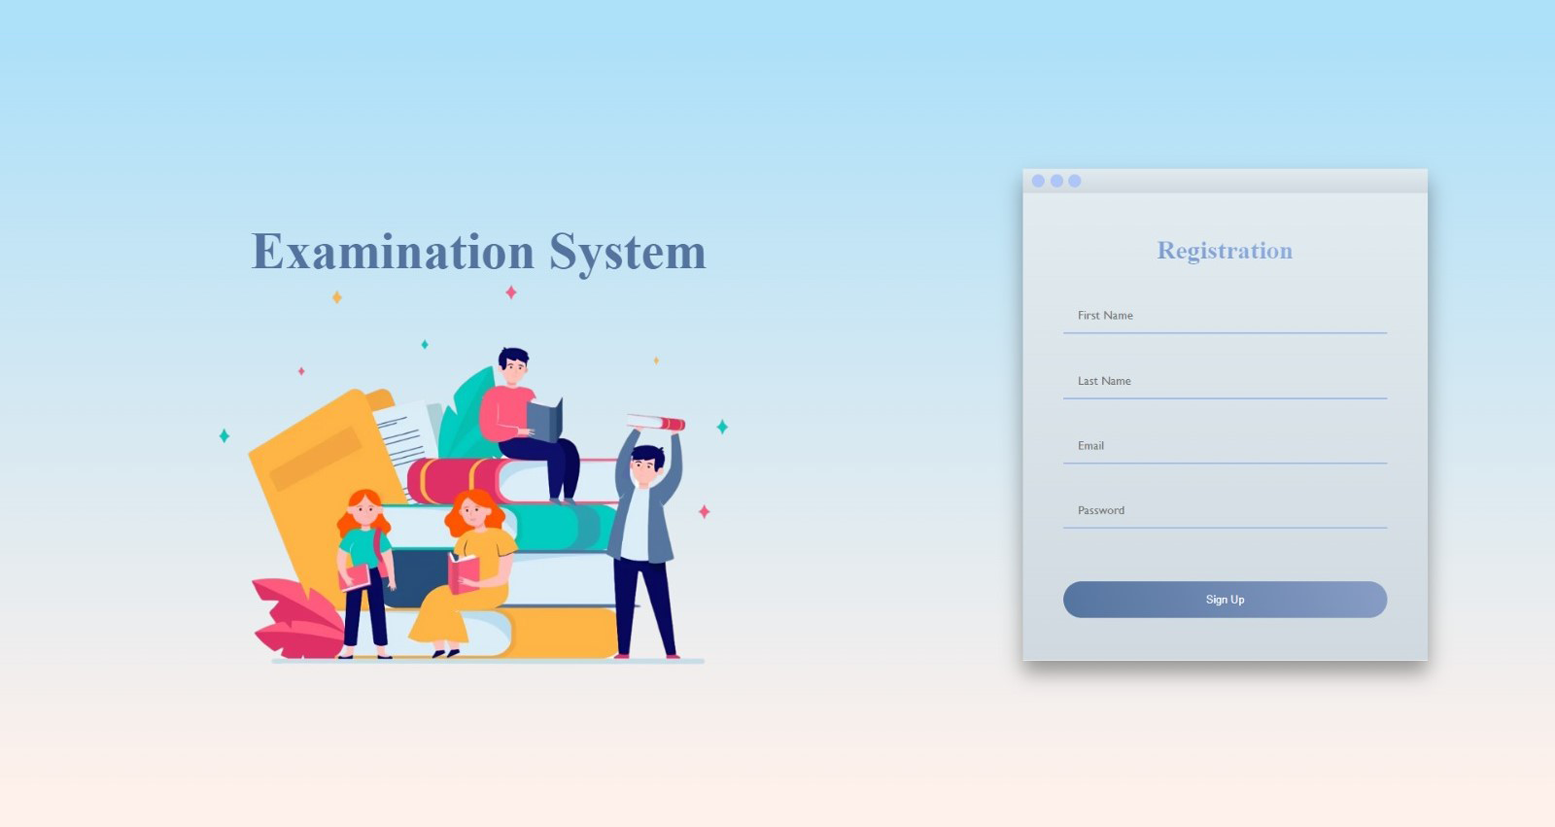 Examination System
Registration
First Name
Last Name
Email
Password
Sign Up